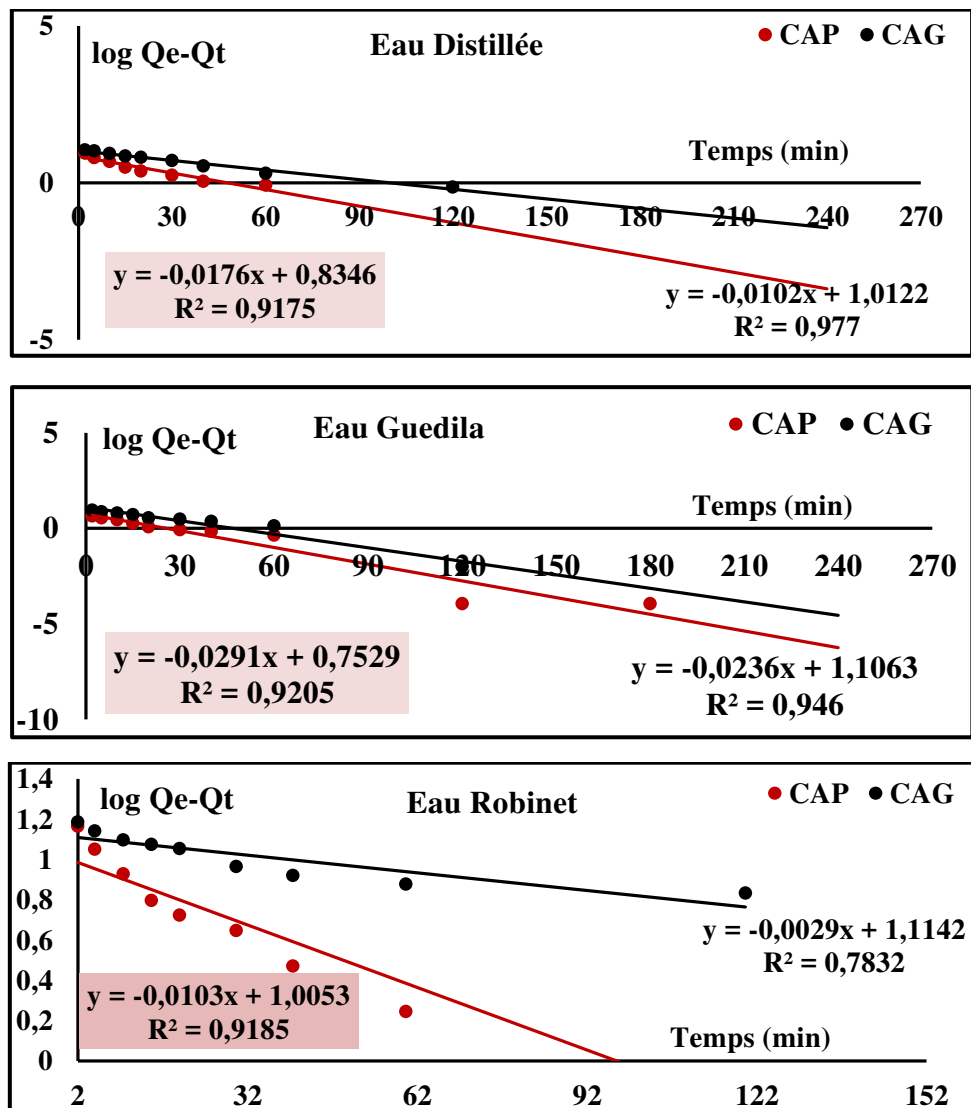 5
log Qe-Qt
Eau Distillée
CAP
CAG
Temps (min)
0
0 30 60 90 120 150 180 210 240 270
y = -0,0176x + 0,8346
R² = 0,9175
y = -0,0102x + 1,0122
R² = 0,977
-5
5
log Qe-Qt
Eau Guedila
CAP
CAG
Temps (min)
0
0 30 60 90 120 150 180 210 240 270
-5
y = -0,0291x + 0,7529
R² = 0,9205
y = -0,0236x + 1,1063
R² = 0,946
-10
1,4
log Qe-Qt
Eau Robinet
CAP
CAG
1,2
1
0,8
0,6
y = -0,0029x + 1,1142
R² = 0,7832
0,4
y = -0,0103x + 1,0053
R² = 0,9185
0,2
Temps (min)
0
2 32 62 92 122 152